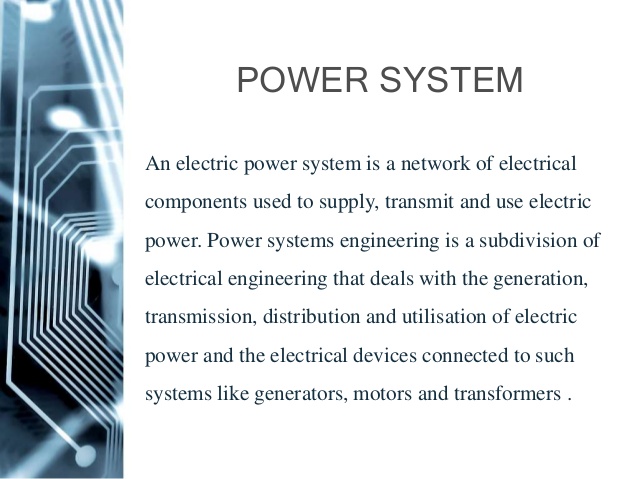 POWER SYSTEM
An electric power system is a network of electrical
components used to supply, transmit and use electric
power. Power systems engineering is a subdivision of
electrical engineering that deals with the generation,
transmission, distribution and utilisation of electric
power and the electrical devices connected to such
systems like generators, motors and transformers .